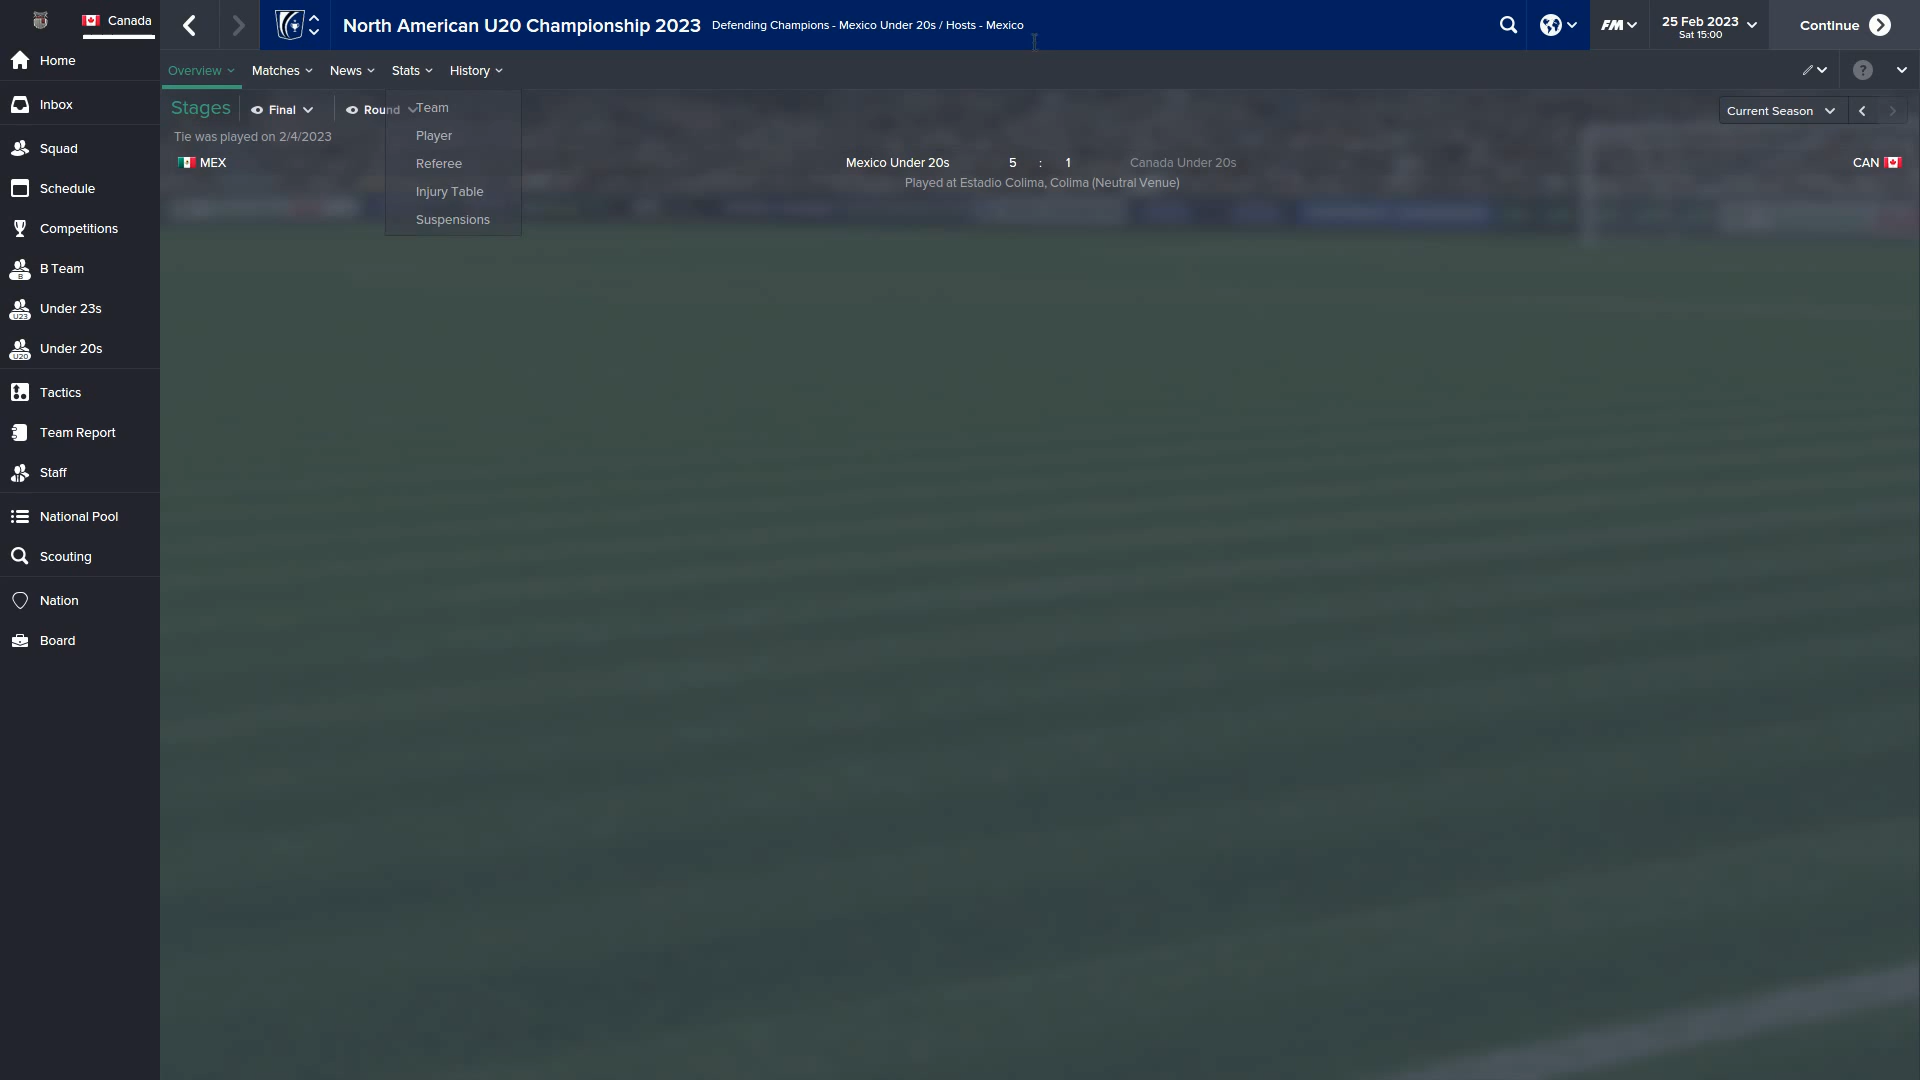 Canada
North American U20 Championship 2023
Defending Champions - Mexico Under 20s / Hosts - Mexico
FM
25 Feb 2023
Sat 15:00
Continue
Overview
Matches
News
Stats
History
?
Stages
Final
Round
Current Season
Tie was played on 2/4/2023
MEX
Mexico Under 20s 5 : 1 Canada Under 20s
CAN
Played at Estadio Colima, Colima (Neutral Venue)
Team
Player
Referee
Injury Table
Suspensions
Home
Inbox
Squad
Schedule
Competitions
B
B Team
U23
Under 23s
U20
Under 20s
Tactics
Team Report
Staff
National Pool
Scouting
Nation
Board